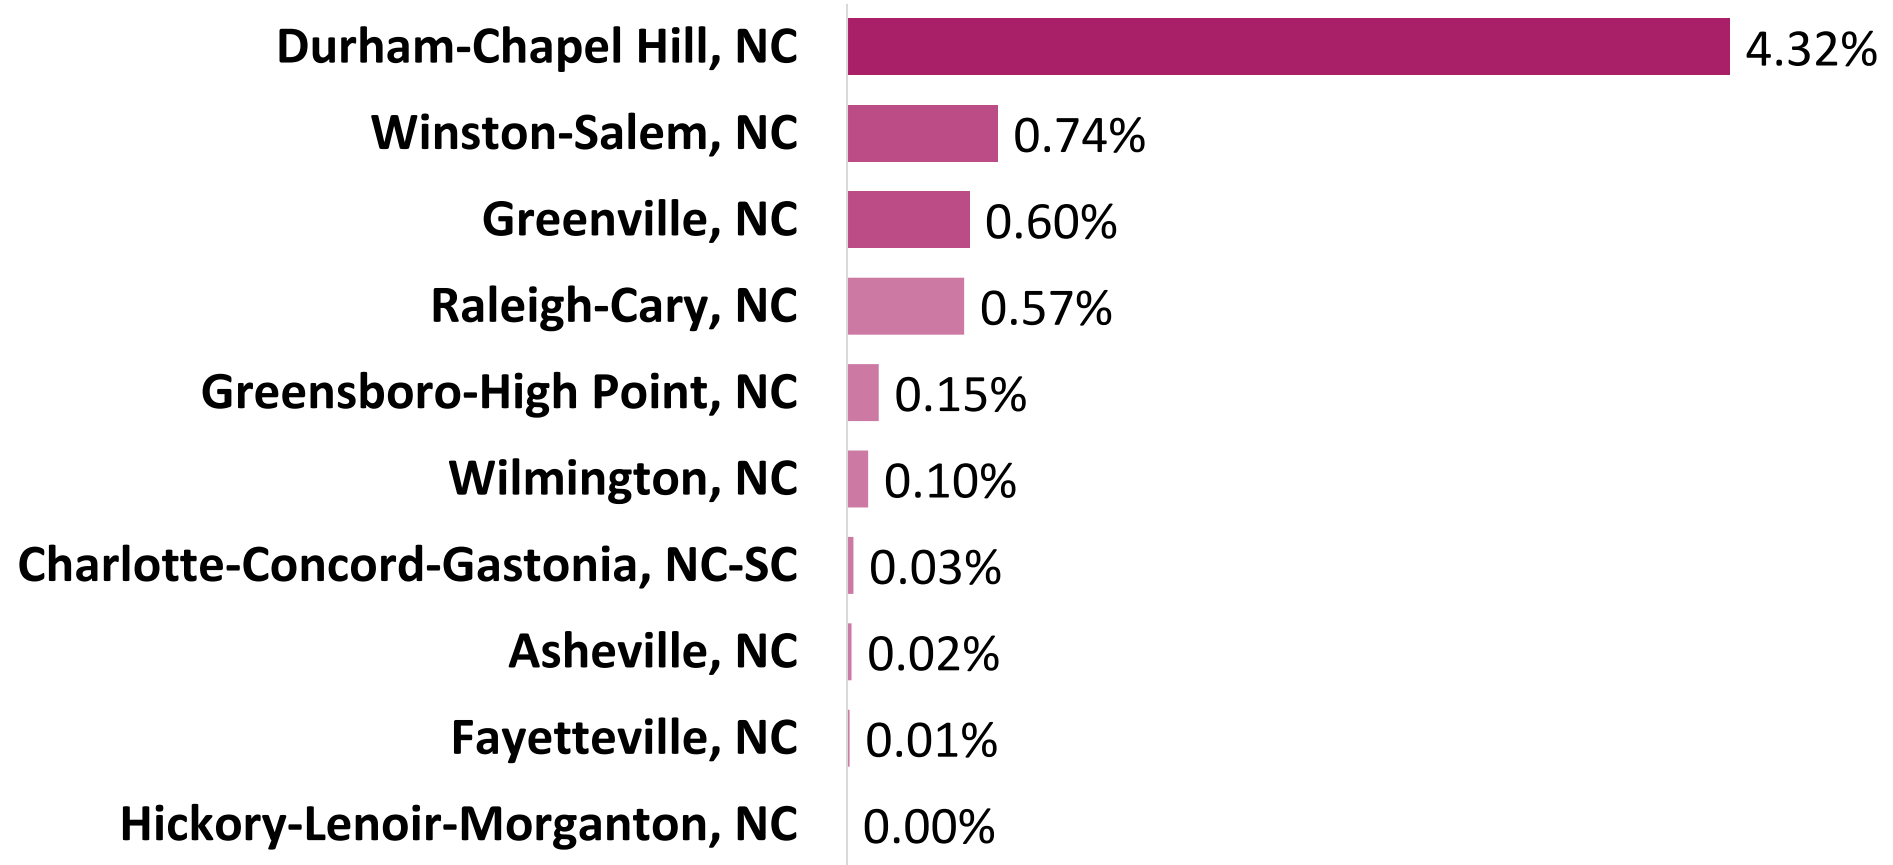 Durham-Chapel Hill, NC 4.32%
Winston-Salem, NC 0.74%
Greenville, NC 0.60%
Raleigh-Cary, NC 0.57%
Greensboro-High Point, NC 0.15%
Wilmington, NC 0.10%
Charlotte-Concord-Gastonia, NC-SC 0.03%
Asheville, NC 0.02%
Fayetteville, NC 0.01%
Hickory-Lenoir-Morganton, NC 0.00%